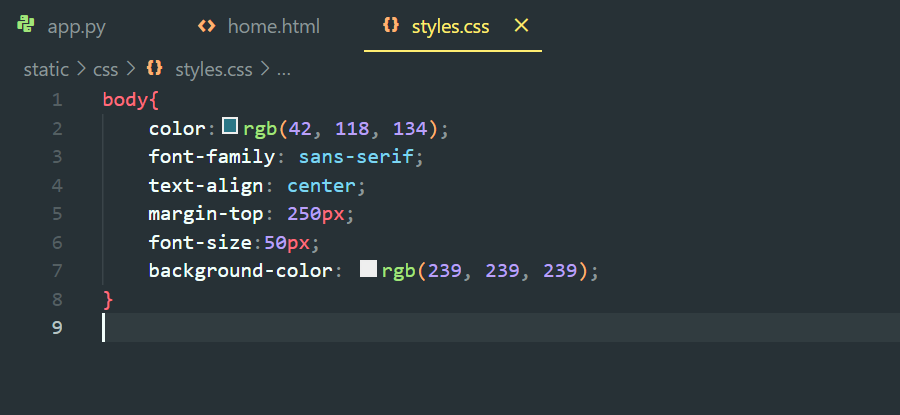 app.py home.html styles.css
static > css > styles.css > ...
1 body{
2 color: rgb(42, 118, 134);
3 font-family: sans-serif;
4 text-align: center;
5 margin-top: 250px;
6 font-size:50px;
7 background-color: rgb(239, 239, 239);
8 }
9